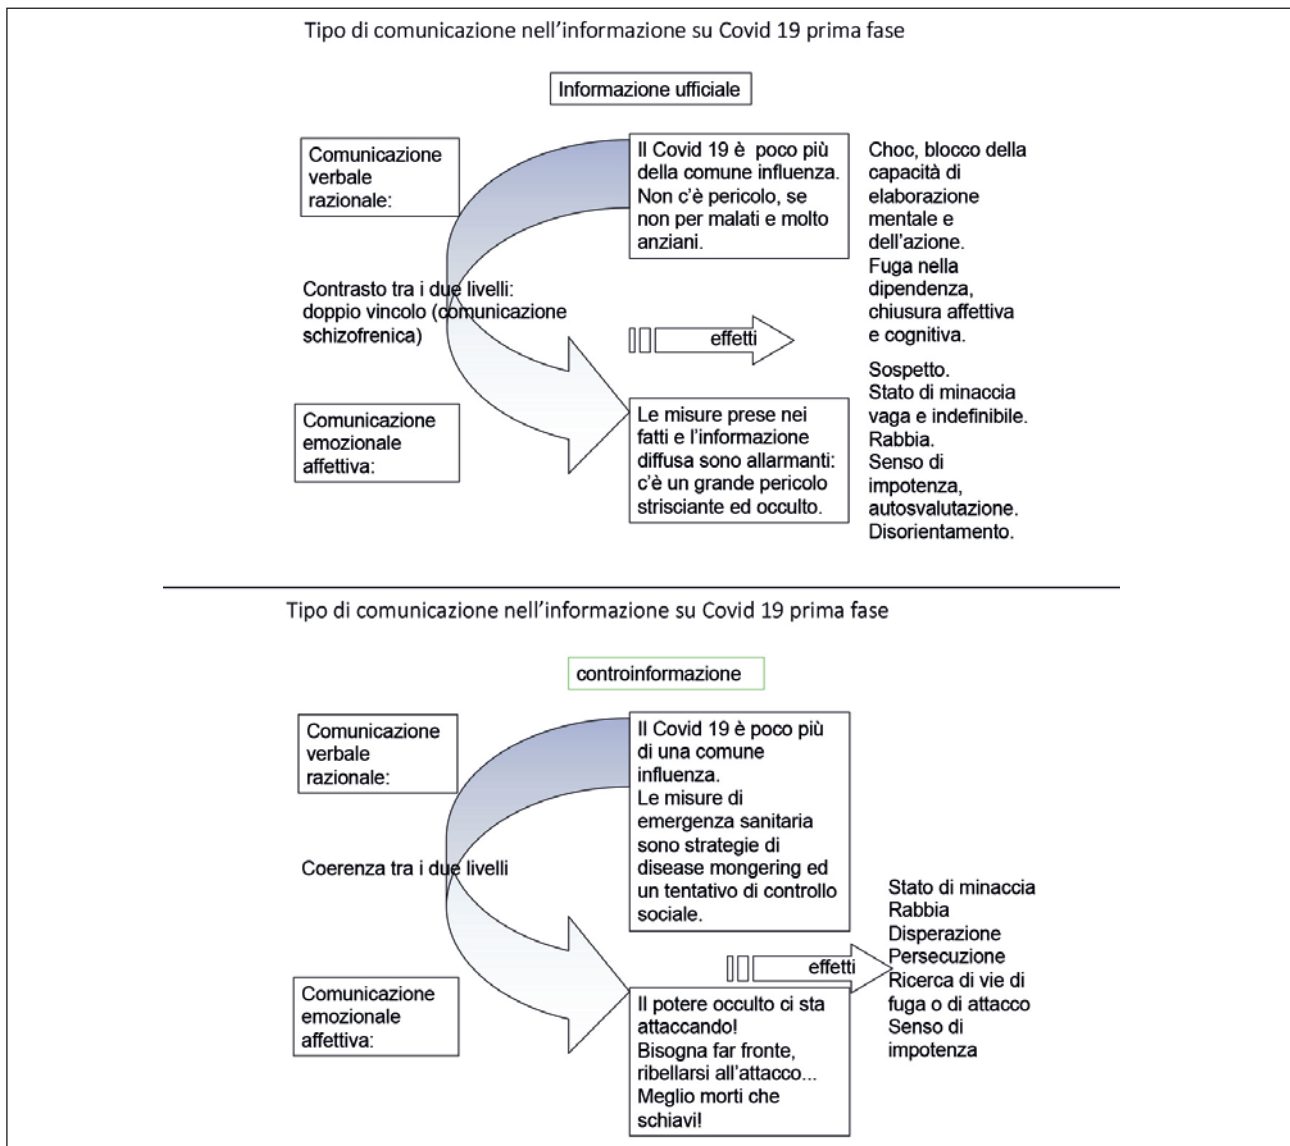 Tipo di comunicazione nell'informazione su Covid 19 prima fase
Informazione ufficiale
Comunicazione
verbale
razionale:
Il Covid 19 è  poco più
della comune influenza.
Non c'è pericolo, se
non per malati e molto
anziani.
Choc, blocco della
capacità di
elaborazione
mentale e
dell'azione.
Fuga nella
dipendenza,
chiusura affettiva
e cognitiva.
Contrasto tra i due livelli:
doppio vincolo (comunicazione
schizofrenica)
effetti
Sospetto.
Stato di minaccia
vaga e indefinibile.
Rabbia.
Senso di
impotenza,
autosvalutazione.
Disorientamento.
Comunicazione
emozionale
affettiva:
Le misure prese nei
fatti e l'informazione
diffusa sono allarmanti:
c'è un grande pericolo
strisciante ed occulto.
Tipo di comunicazione nell'informazione su Covid 19 prima fase
controinformazione
Comunicazione
verbale
razionale:
Il Covid 19 è poco più
di una comune
influenza.
Le misure di
emergenza sanitaria
sono strategie di
disease mongering ed
un tentativo di controllo
sociale.
Coerenza tra i due livelli
effetti
Stato di minaccia
Rabbia
Disperazione
Persecuzione
Ricerca di vie di
fuga o di attacco
Senso di
impotenza
Comunicazione
emozionale
affettiva:
Il potere occulto ci sta
attaccando!
Bisogna far fronte,
ribellarsi all'attacco...
Meglio morti che
schiavi!